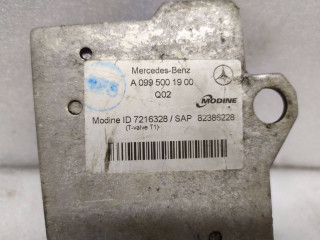 Mercedes-Benz
A 099 500 19 00
Q02
MODINE
Modine ID 7216328 / SAP 82386228
(T-valve T1)